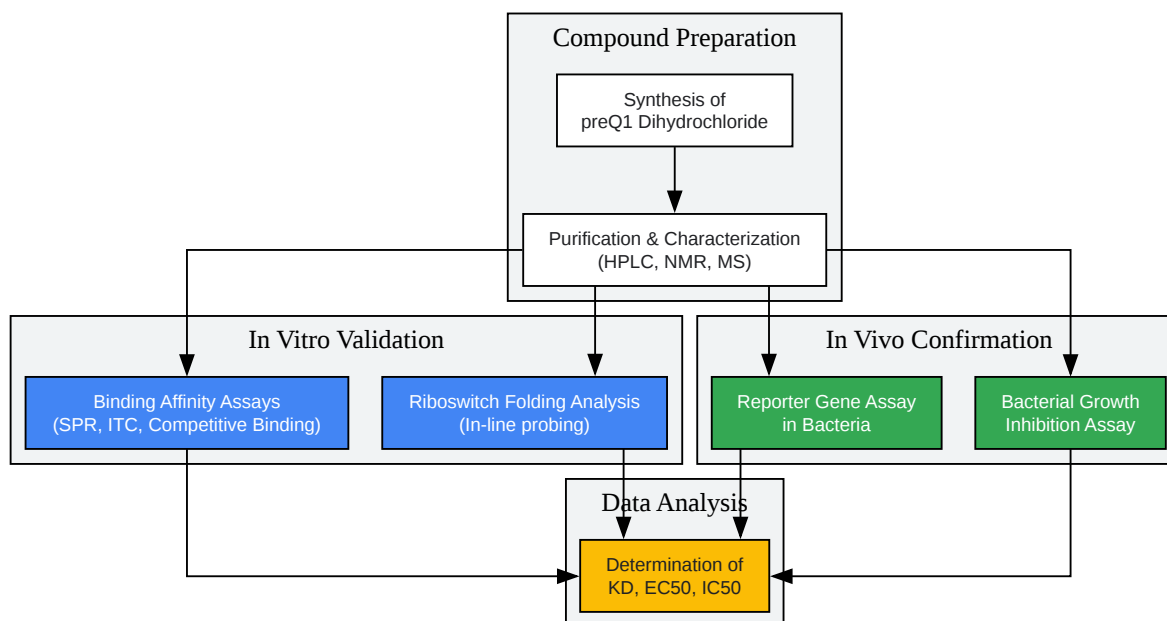 Compound Preparation
Synthesis of
preQ1 Dihydrochloride
Purification & Characterization
(HPLC, NMR, MS)
In Vitro Validation
In Vivo Confirmation
Binding Affinity Assays
(SPR, ITC, Competitive Binding)
Riboswitch Folding Analysis
(In-line probing)
Reporter Gene Assay
in Bacteria
Bacterial Growth
Inhibition Assay
Data Analysis
Determination of
KD, EC50, IC50